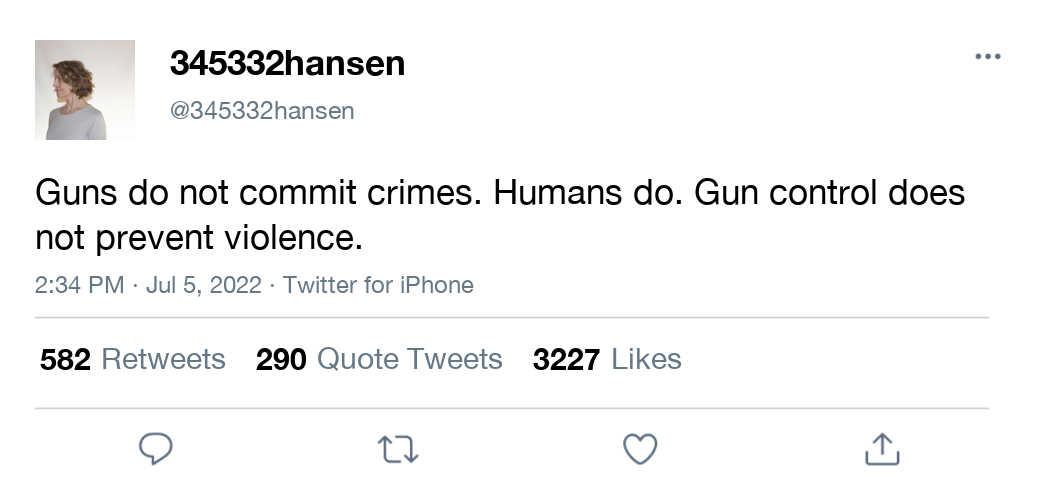 345332hansen
@345332hansen
Guns do not commit crimes. Humans do. Gun control does
not prevent violence.
2:34 PM · Jul 5, 2022 · Twitter for iPhone
582 Retweets 290 Quote Tweets 3227 Likes